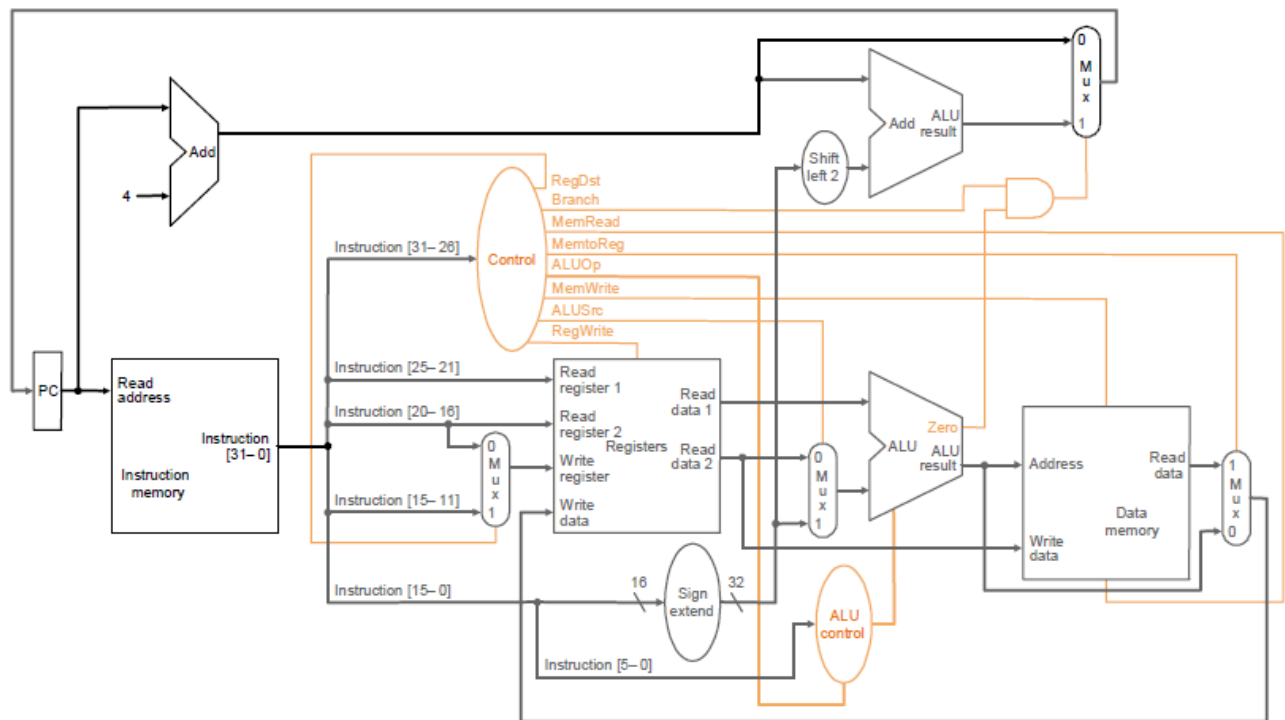 0
M
u
x
1
Add
ALU
result
Shift
left 2
Add
4
RegDst
Branch
MemRead
MemtoReg
ALUOp
MemWrite
ALUSrc
RegWrite
Control
Instruction [31– 26]
Instruction [25– 21]
Instruction [20– 16]
Instruction [15– 11]
Instruction [15– 0]
Instruction [5– 0]
PC
Read
address
Instruction
[31– 0]
Instruction
memory
0
M
u
x
1
Read
register 1
Read
register 2
Write
register
Write
data
Registers
Read
data 1
Read
data 2
0
M
u
x
1
Zero
ALU
ALU
result
Address
Write
data
Read
data
Data
memory
1
M
u
x
0
16
Sign
extend
32
ALU
control